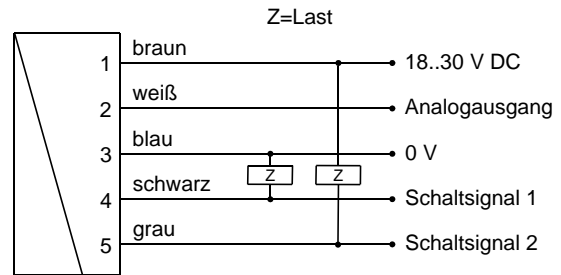 Z=Last
1 braun 18..30 V DC
2 weiß Analogausgang
3 blau 0 V
Z Z
4 schwarz Schaltsignal 1
5 grau Schaltsignal 2